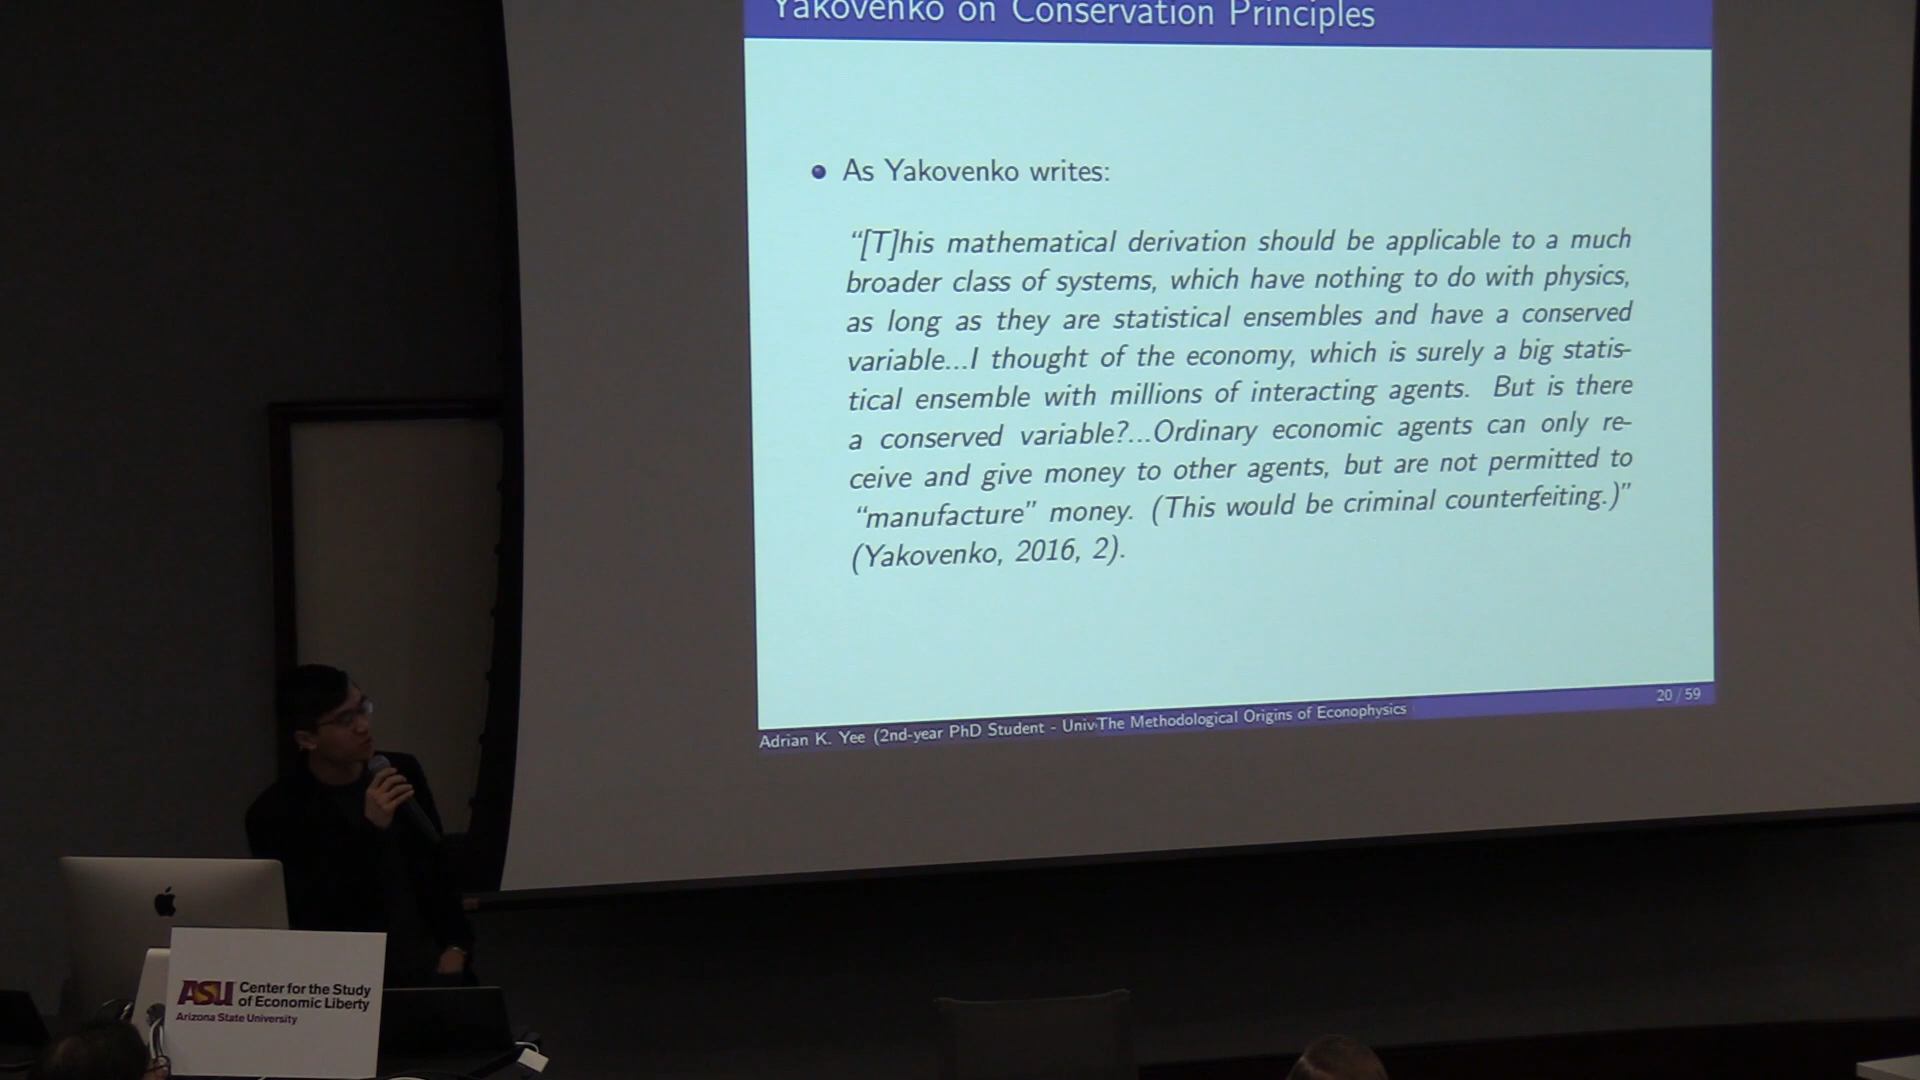 Yakovenko on Conservation Principles
As Yakovenko writes:
“[T]his mathematical derivation should be applicable to a much
broader class of systems, which have nothing to do with physics,
as long as they are statistical ensembles and have a conserved
variable...I thought of the economy, which is surely a big statis-
tical ensemble with millions of interacting agents. But is there
a conserved variable?...Ordinary economic agents can only re-
ceive and give money to other agents, but are not permitted to
“manufacture” money. (This would be criminal counterfeiting.)”
(Yakovenko, 2016, 2).
Adrian K. Yee (2nd-year PhD Student - Univ The Methodological Origins of Econophysics
20 / 59
ASU Center for the Study
of Economic Liberty
Arizona State University